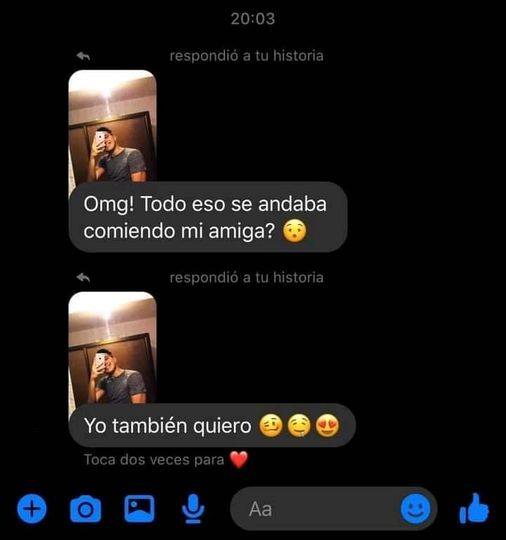 20:03
respondió a tu historia
Omg! Todo eso se andaba
comiendo mi amiga? 😯
respondió a tu historia
Yo también quiero 🥴🤤😍
Toca dos veces para ❤️
Aa